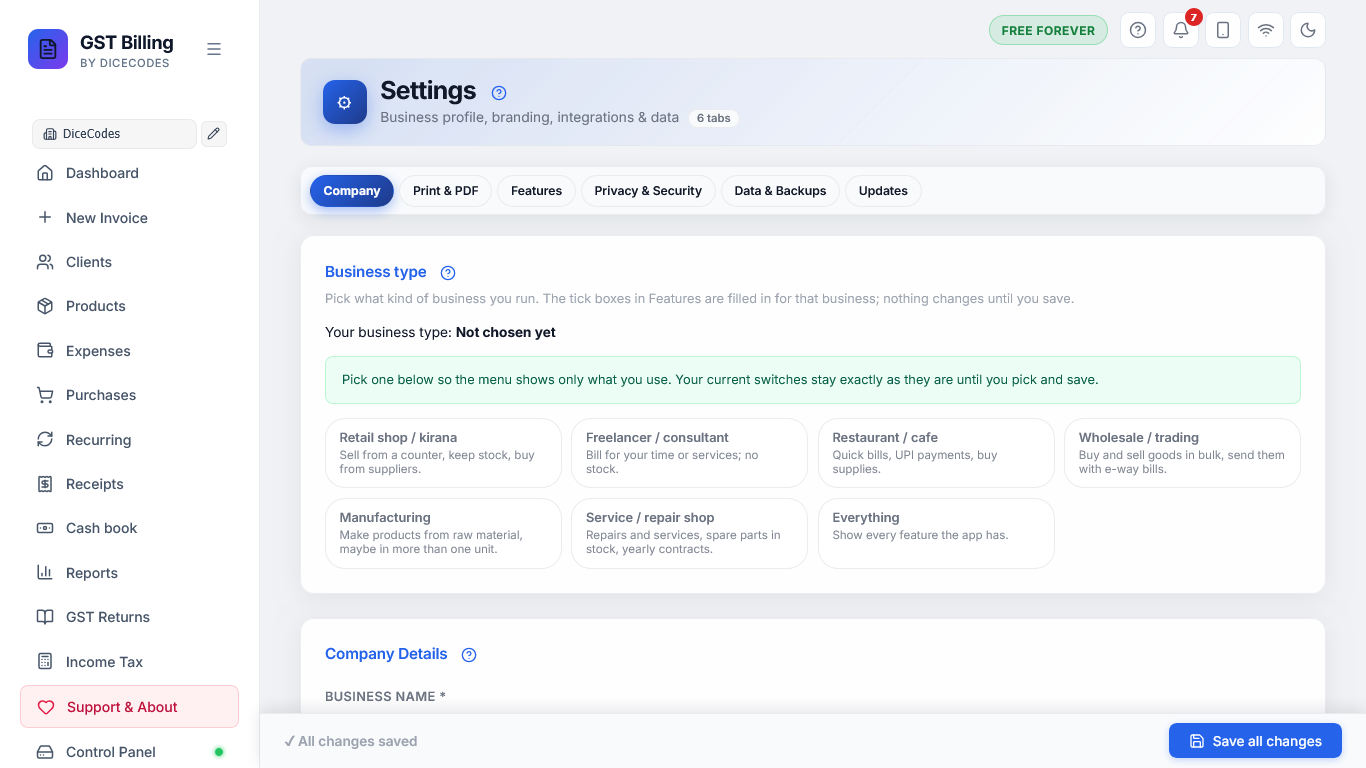 GST Billing
BY DICECODES
DiceCodes
Dashboard
New Invoice
Clients
Products
Expenses
Purchases
Recurring
Receipts
Cash book
Reports
GST Returns
Income Tax
Support & About
Control Panel
FREE FOREVER
7
Settings
Business profile, branding, integrations & data
6 tabs
Company
Print & PDF
Features
Privacy & Security
Data & Backups
Updates
Business type
Pick what kind of business you run. The tick boxes in Features are filled in for that business; nothing changes until you save.
Your business type: Not chosen yet
Pick one below so the menu shows only what you use. Your current switches stay exactly as they are until you pick and save.
Retail shop / kirana
Sell from a counter, keep stock, buy
from suppliers.
Freelancer / consultant
Bill for your time or services; no
stock.
Restaurant / cafe
Quick bills, UPI payments, buy
supplies.
Wholesale / trading
Buy and sell goods in bulk, send them
with e-way bills.
Manufacturing
Make products from raw material,
maybe in more than one unit.
Service / repair shop
Repairs and services, spare parts in
stock, yearly contracts.
Everything
Show every feature the app has.
Company Details
BUSINESS NAME *
✓ All changes saved
Save all changes